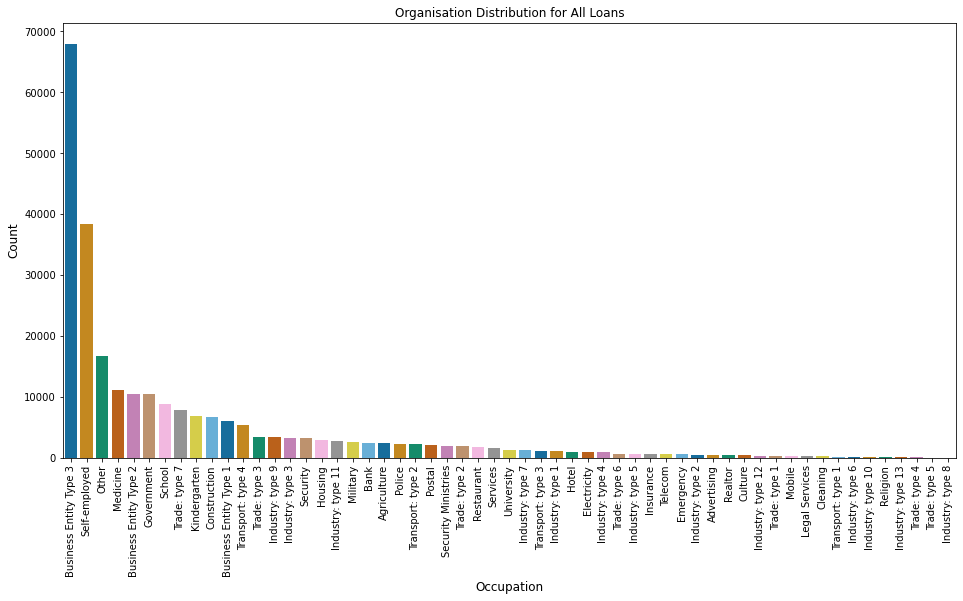 Organisation Distribution for All Loans
Count
70000
60000
50000
40000
30000
20000
10000
0
Business Entity Type 3
Self-employed
Other
Medicine
Business Entity Type 2
Government
School
Trade: type 7
Kindergarten
Construction
Business Entity Type 1
Transport: type 4
Trade: type 3
Industry: type 9
Industry: type 3
Security
Housing
Industry: type 11
Military
Bank
Agriculture
Police
Transport: type 2
Postal
Security Ministries
Trade: type 2
Restaurant
Services
University
Industry: type 7
Transport: type 3
Industry: type 1
Hotel
Electricity
Industry: type 4
Trade: type 6
Industry: type 5
Insurance
Telecom
Emergency
Industry: type 2
Advertising
Realtor
Culture
Industry: type 12
Trade: type 1
Mobile
Legal Services
Cleaning
Transport: type 1
Industry: type 6
Industry: type 10
Religion
Industry: type 13
Trade: type 4
Trade: type 5
Industry: type 8
Occupation